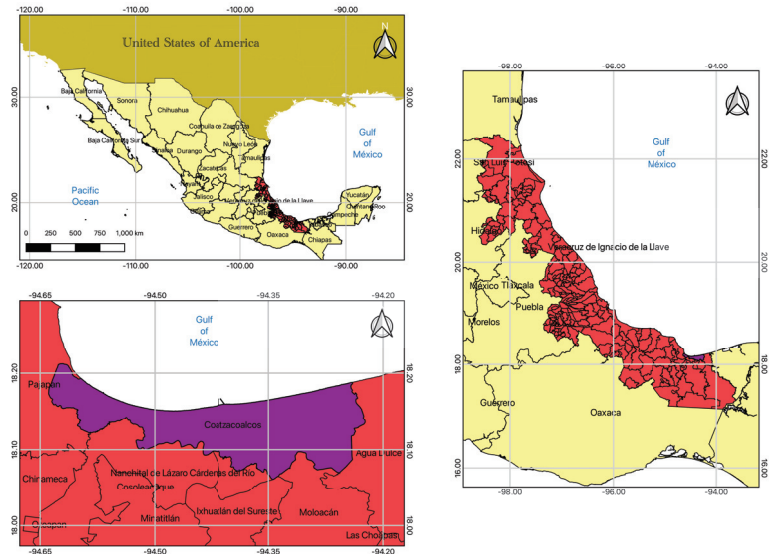 -120.00 -110.00 -100.00 -90.00
N
United States of America
30.00 30.00
Baja California
Sonora
Chihuahua
Coahuila de Zaragoza
Baja California Sur
Nuevo León
Sinaloa Durango
Tamaulipas
Zacatecas
Nayarit
Gulf
of
México
Pacific
Ocean
20.00 20.00
Jalisco
Colima
Yucatán
Quintana Roo
Campeche
Puebla
Guerrero
Oaxaca
Chiapas
0 250 500 750 1,000 km
-120.00 -110.00 -100.00 -90.00
-94.65 -94.50 -94.35 -94.20
Gulf
of
México
18.20 18.20
Pajapan
Coatzacoalcos
18.10 18.10
Agua Dulce
Chinameca
Nanchital de Lázaro Cárdenas del Río
Cosoleacaque
Ixhuatlán del Sureste
Minatitlán
Moloacán
18.00 18.00
Oteapan
Las Choapas
-94.65 -94.50 -94.35 -94.20
-98.00 -96.00 -94.00
Tamaulipas
Gulf
of
México
22.00 22.00
San Luis Potosí
Hidalgo
Veracruz de Ignacio de la Llave
20.00 20.00
México Tlaxcala
Puebla
Morelos
18.00 18.00
Guerrero
Oaxaca
16.00 16.00
-98.00 -96.00 -94.00